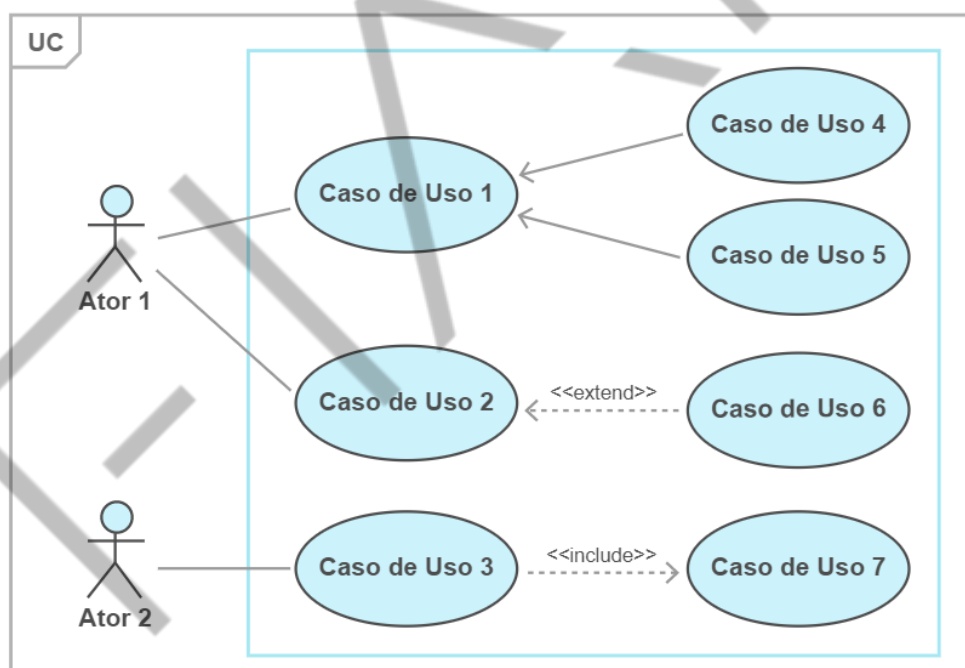 UC
Caso de Uso 4
Caso de Uso 1
Caso de Uso 5
Ator 1
<<extend>>
Caso de Uso 2
Caso de Uso 6
<<include>>
Caso de Uso 3
Caso de Uso 7
Ator 2